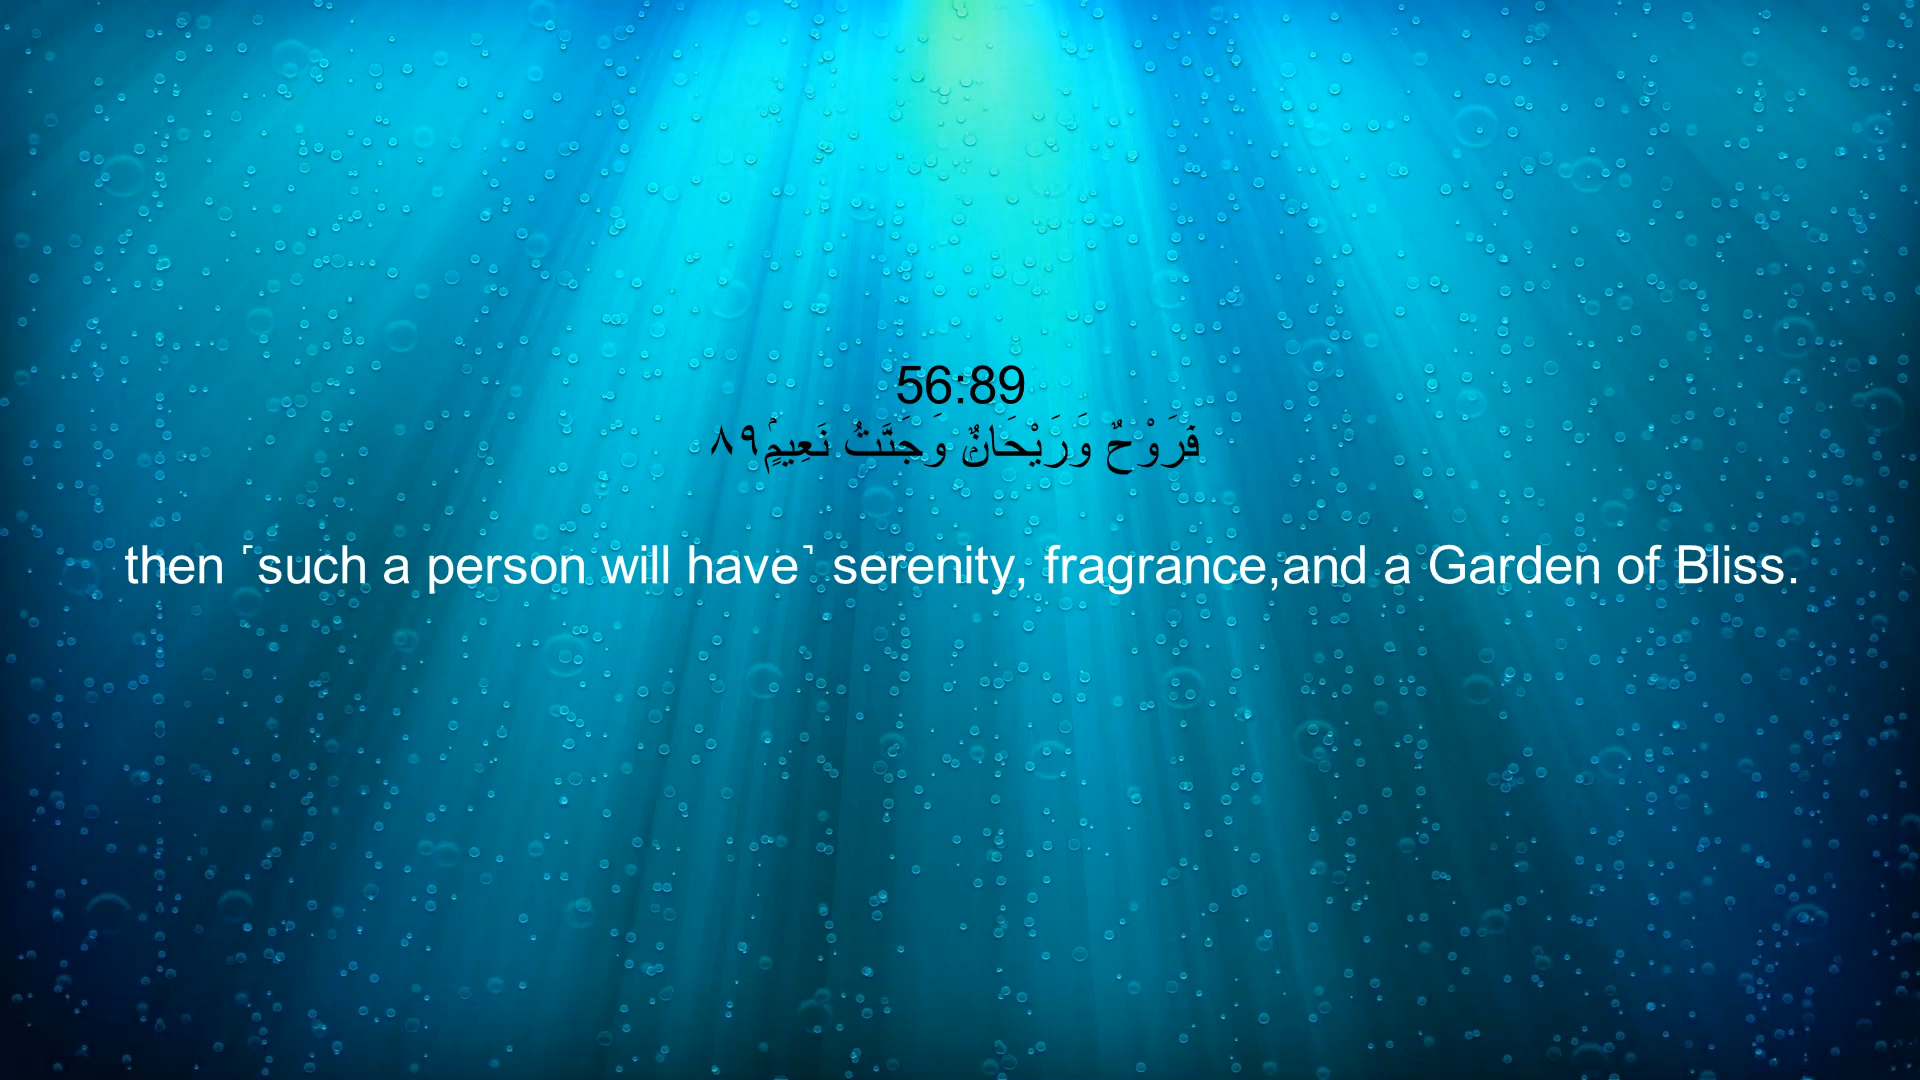 56:89
فَرَوْحٌ وَرَيْحَانٌ وَجَنَّتُ نَعِيمٍۢ ٨٩
then ˹such a person will have˺ serenity, fragrance,and a Garden of Bliss.